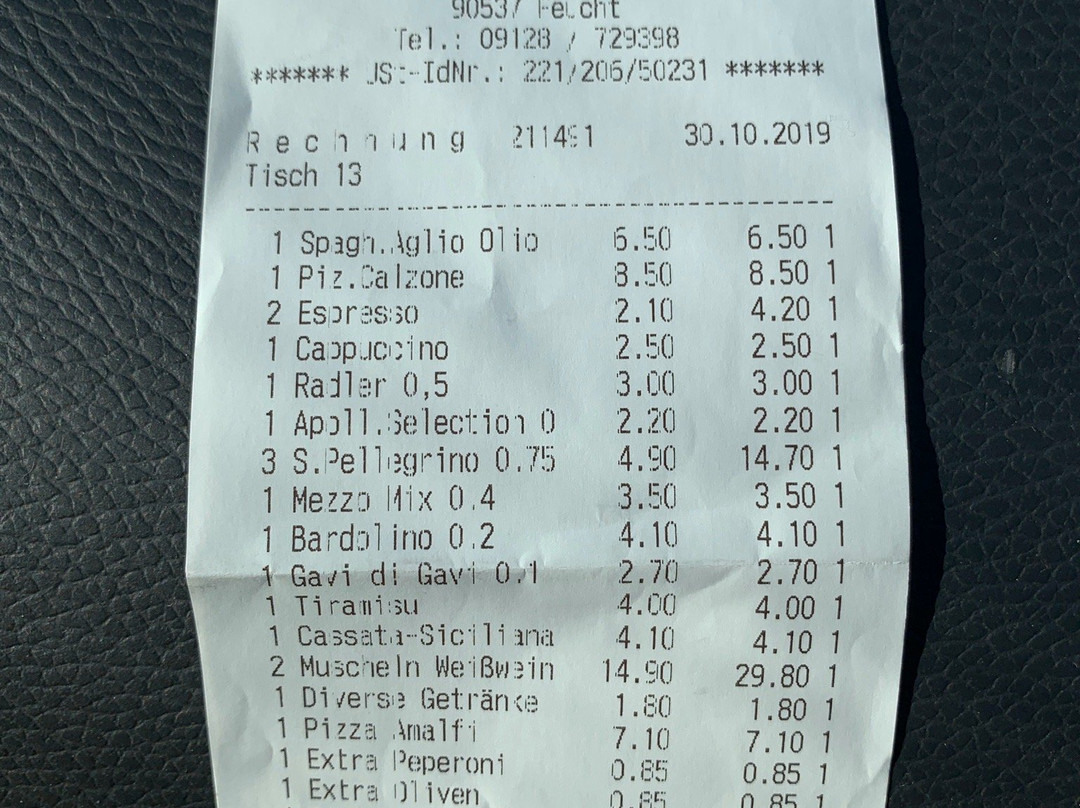 90537 Feucht
Tel.: 09128 / 729398
******* USt-IdNr.: 221/206/50231 *******
Rechnung 211491 30.10.2019
Tisch 13
1 Spagh.Aglio Olio 6.50 6.50 1
1 Piz.Calzone 8.50 8.50 1
2 Espresso 2.10 4.20 1
1 Cappuccino 2.50 2.50 1
1 Radler 0,5 3.00 3.00 1
1 Apoll.Selection 0 2.20 2.20 1
3 S.Pellegrino 0.75 4.90 14.70 1
1 Mezzo Mix 0.4 3.50 3.50 1
1 Bardolino 0.2 4.10 4.10 1
1 Gavi di Gavi 0.1 2.70 2.70 1
1 Tiramisu 4.00 4.00 1
1 Cassata-Siciliana 4.10 4.10 1
2 Muscheln Weißwein 14.90 29.80 1
1 Diverse Getränke 1.80 1.80 1
1 Pizza Amalfi 7.10 7.10 1
1 Extra Peperoni 0.85 0.85 1
1 Extra Oliven 0.85 0.85 1